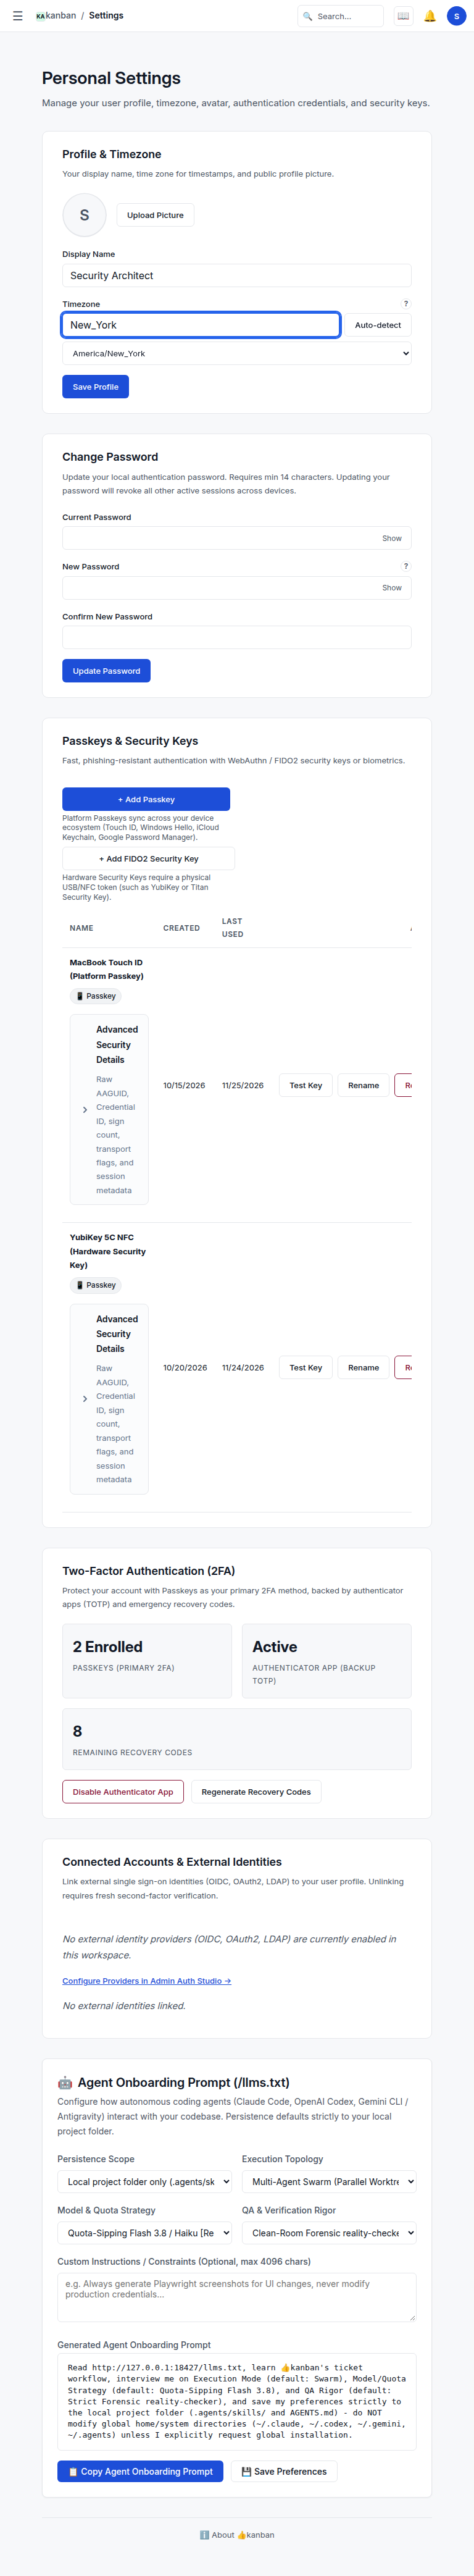 ☰ KA kanban / Settings 🔍 Search... 📖 🔔 S
Personal Settings
Manage your user profile, timezone, avatar, authentication credentials, and security keys.
Profile & Timezone
Your display name, time zone for timestamps, and public profile picture.
S Upload Picture
Display Name
Security Architect
Timezone ?
New_York Auto-detect
America/New_York
Save Profile
Change Password
Update your local authentication password. Requires min 14 characters. Updating your
password will revoke all other active sessions across devices.
Current Password
Show
New Password ?
Show
Confirm New Password
Update Password
Passkeys & Security Keys
Fast, phishing-resistant authentication with WebAuthn / FIDO2 security keys or biometrics.
+ Add Passkey
Platform Passkeys sync across your device
ecosystem (Touch ID, Windows Hello, iCloud
Keychain, Google Password Manager).
+ Add FIDO2 Security Key
Hardware Security Keys require a physical
USB/NFC token (such as YubiKey or Titan
Security Key).
NAME CREATED LAST
USED
MacBook Touch ID
(Platform Passkey)
📱 Passkey
Advanced
Security
Details
Raw
AAGUID,
Credential
ID, sign
count,
transport
flags, and
session
metadata
10/15/2026 11/25/2026 Test Key Rename Re
YubiKey 5C NFC
(Hardware Security
Key)
📱 Passkey
Advanced
Security
Details
Raw
AAGUID,
Credential
ID, sign
count,
transport
flags, and
session
metadata
10/20/2026 11/24/2026 Test Key Rename Re
Two-Factor Authentication (2FA)
Protect your account with Passkeys as your primary 2FA method, backed by authenticator
apps (TOTP) and emergency recovery codes.
2 Enrolled
PASSKEYS (PRIMARY 2FA)
Active
AUTHENTICATOR APP (BACKUP
TOTP)
8
REMAINING RECOVERY CODES
Disable Authenticator App Regenerate Recovery Codes
Connected Accounts & External Identities
Link external single sign-on identities (OIDC, OAuth2, LDAP) to your user profile. Unlinking
requires fresh second-factor verification.
No external identity providers (OIDC, OAuth2, LDAP) are currently enabled in
this workspace.
Configure Providers in Admin Auth Studio →
No external identities linked.
🤖 Agent Onboarding Prompt (/llms.txt)
Configure how autonomous coding agents (Claude Code, OpenAI Codex, Gemini CLI /
Antigravity) interact with your codebase. Persistence defaults strictly to your local
project folder.
Persistence Scope Execution Topology
Local project folder only (.agents/sk Multi-Agent Swarm (Parallel Worktre
Model & Quota Strategy QA & Verification Rigor
Quota-Sipping Flash 3.8 / Haiku [Re Clean-Room Forensic reality-checke
Custom Instructions / Constraints (Optional, max 4096 chars)
e.g. Always generate Playwright screenshots for UI changes, never modify
production credentials...
Generated Agent Onboarding Prompt
Read http://127.0.0.1:18427/llms.txt, learn 👍kanban's ticket
workflow, interview me on Execution Mode (default: Swarm), Model/Quota
Strategy (default: Quota-Sipping Flash 3.8), and QA Rigor (default:
Strict Forensic reality-checker), and save my preferences strictly to
the local project folder (.agents/skills/ and AGENTS.md) - do NOT
modify global home/system directories (~/.claude, ~/.codex, ~/.gemini,
~/.agents) unless I explicitly request global installation.
📋 Copy Agent Onboarding Prompt 💾 Save Preferences
ℹ️ About 👍kanban